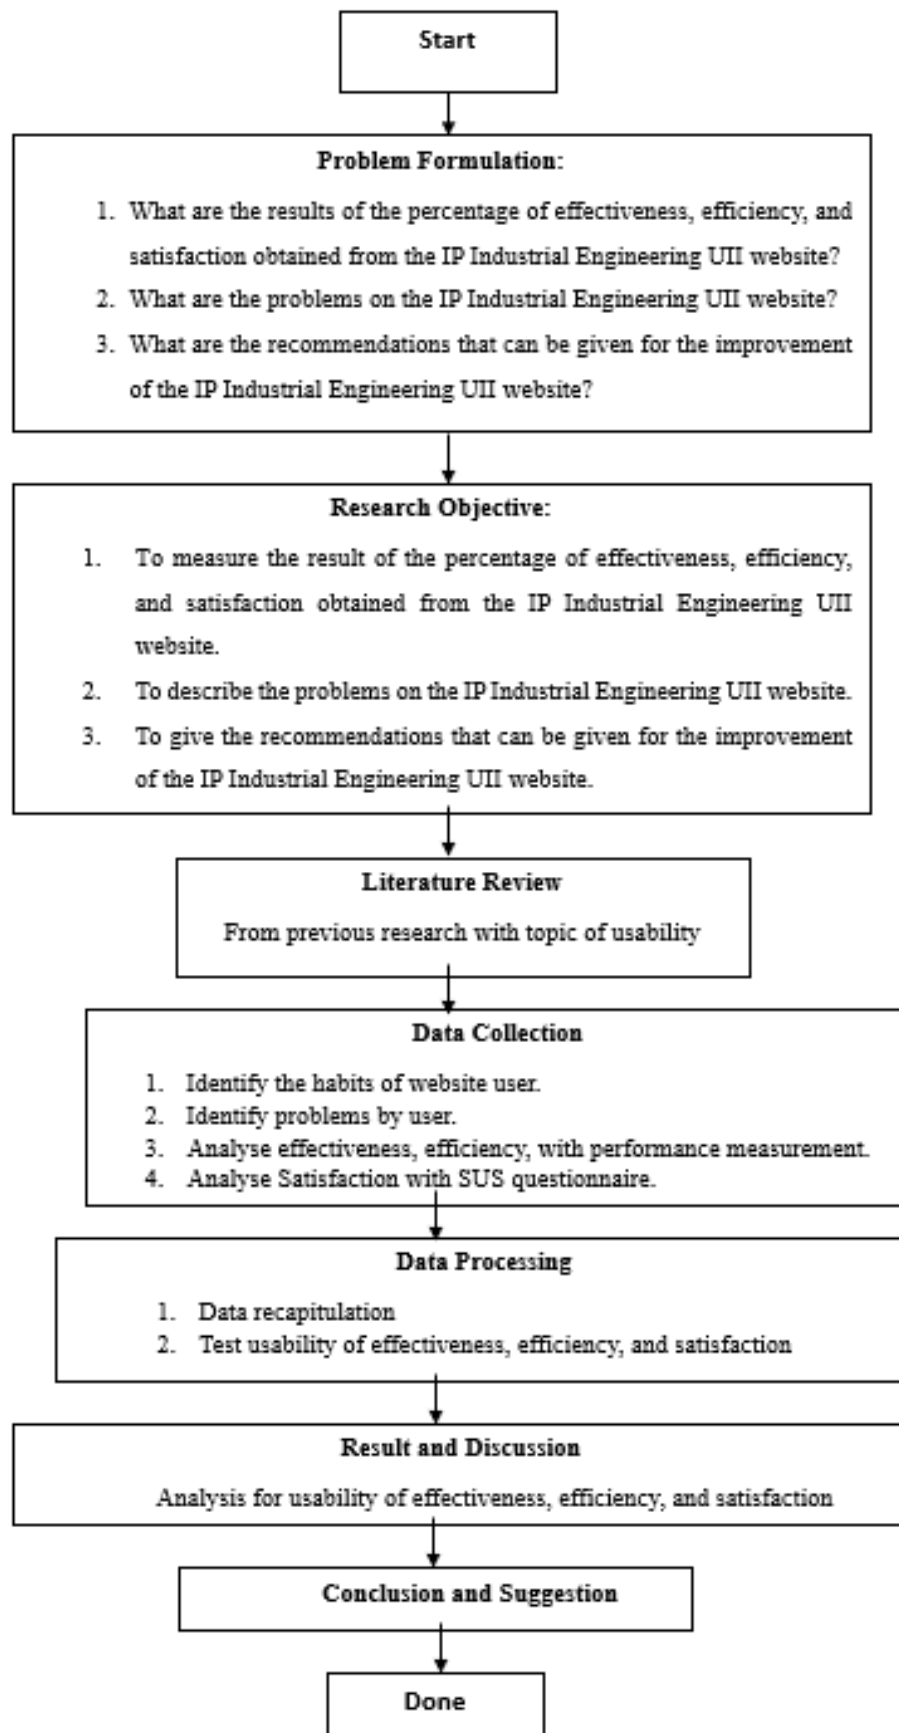 Start
Problem Formulation:
1. What are the results of the percentage of effectiveness, efficiency, and
satisfaction obtained from the IP Industrial Engineering UII website?
2. What are the problems on the IP Industrial Engineering UII website?
3. What are the recommendations that can be given for the improvement
of the IP Industrial Engineering UII website?
Research Objective:
1. To measure the result of the percentage of effectiveness, efficiency,
and satisfaction obtained from the IP Industrial Engineering UII
website.
2. To describe the problems on the IP Industrial Engineering UII website.
3. To give the recommendations that can be given for the improvement
of the IP Industrial Engineering UII website.
Literature Review
From previous research with topic of usability
Data Collection
1. Identify the habits of website user.
2. Identify problems by user.
3. Analyse effectiveness, efficiency, with performance measurement.
4. Analyse Satisfaction with SUS questionnaire.
Data Processing
1. Data recapitulation
2. Test usability of effectiveness, efficiency, and satisfaction
Result and Discussion
Analysis for usability of effectiveness, efficiency, and satisfaction
Conclusion and Suggestion
Done